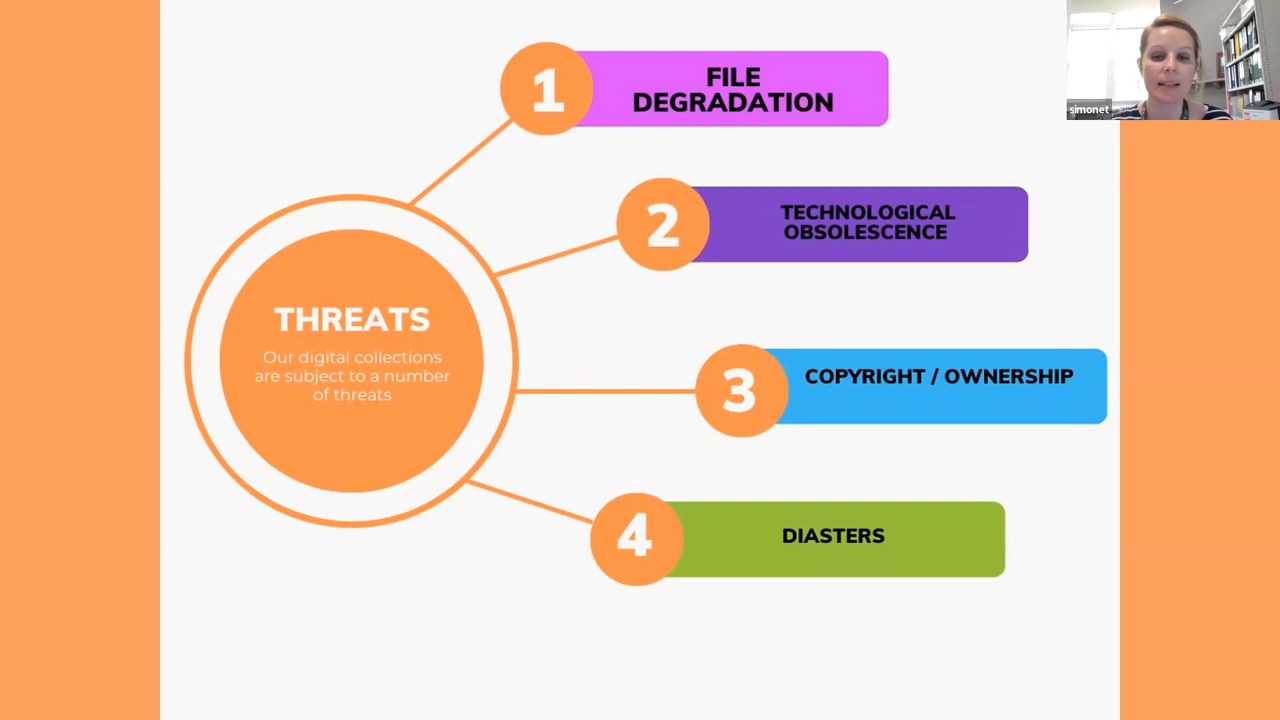 1
FILE
DEGRADATION
2
TECHNOLOGICAL
OBSOLESCENCE
THREATS
Our digital collections
are subject to a number
of threats
3
COPYRIGHT / OWNERSHIP
4
DIASTERS
simonet